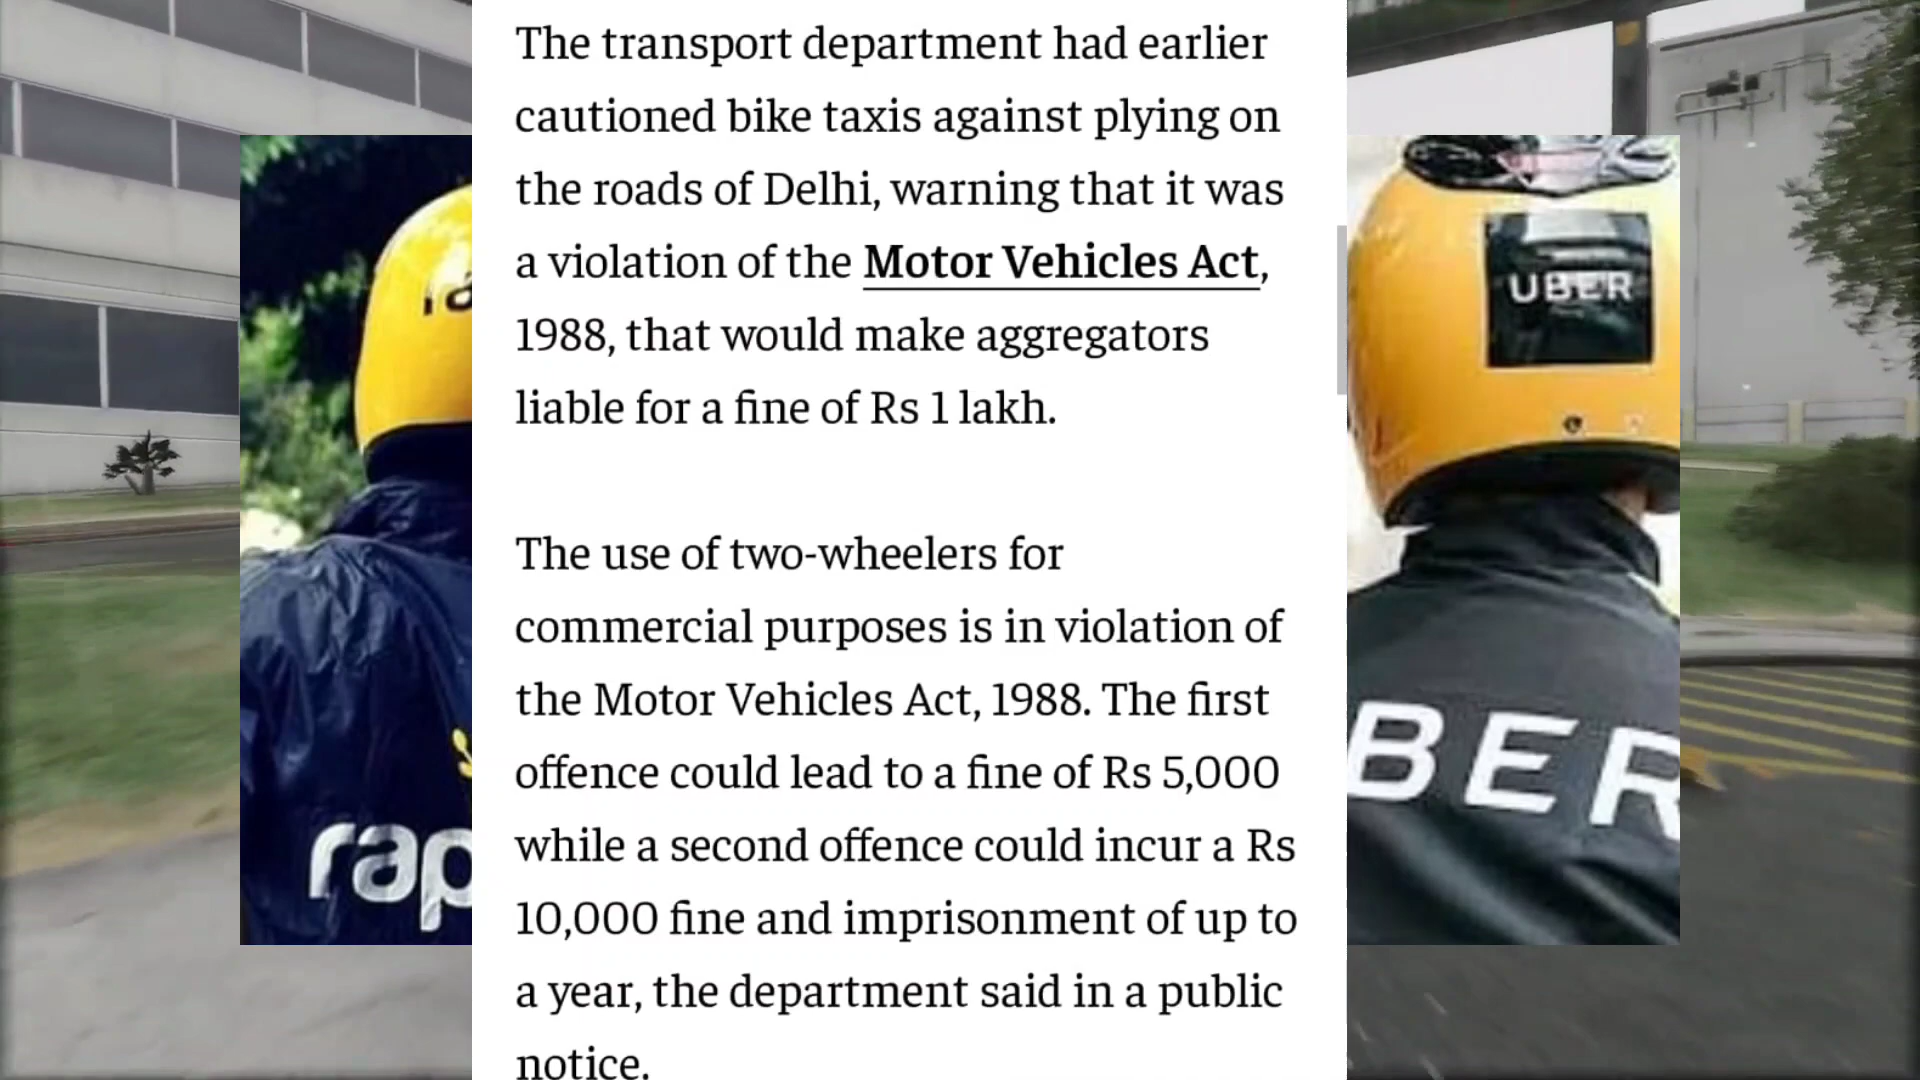 The transport department had earlier
cautioned bike taxis against plying on
the roads of Delhi, warning that it was
a violation of the Motor Vehicles Act,
1988, that would make aggregators
liable for a fine of Rs 1 lakh.
The use of two-wheelers for
commercial purposes is in violation of
the Motor Vehicles Act, 1988. The first
offence could lead to a fine of Rs 5,000
while a second offence could incur a Rs
10,000 fine and imprisonment of up to
a year, the department said in a public
notice.
ra
rap
UBER
BER